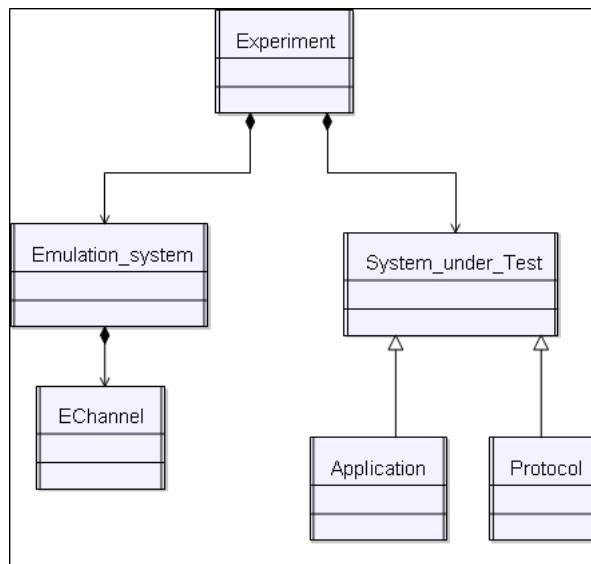 Experiment
Emulation_system
System_under_Test
EChannel
Application
Protocol